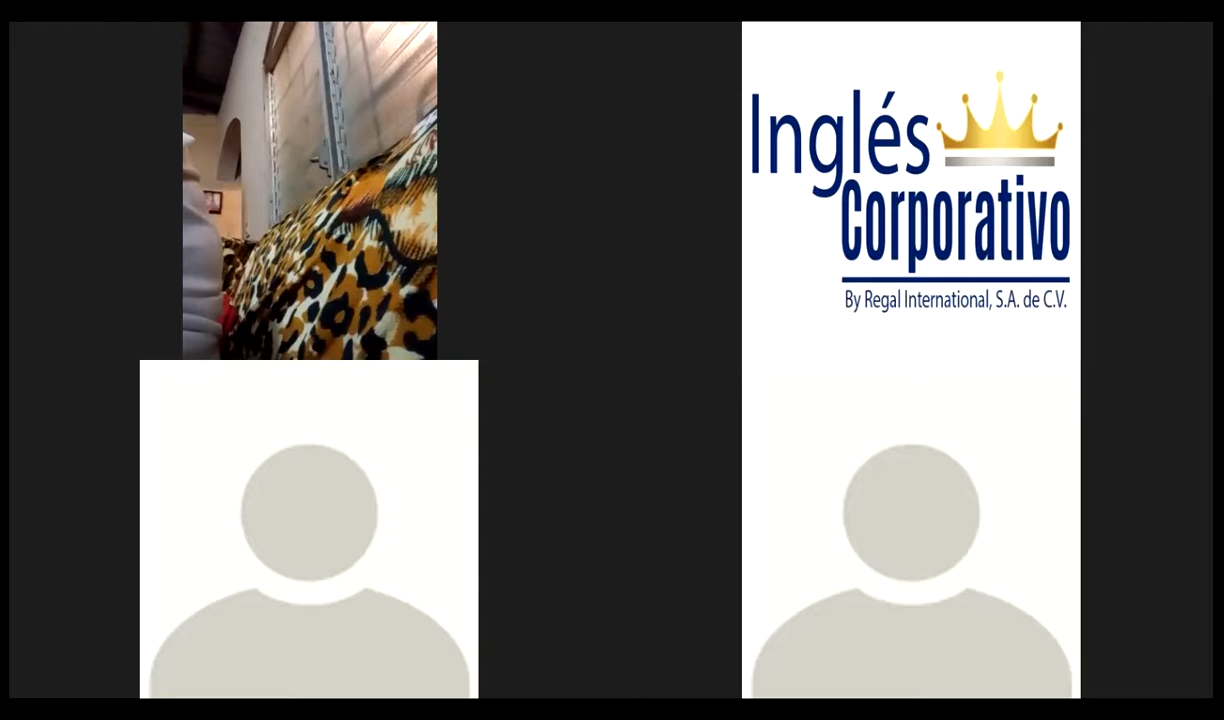 Inglés
Corporativo
By Regal International, S.A. de C.V.